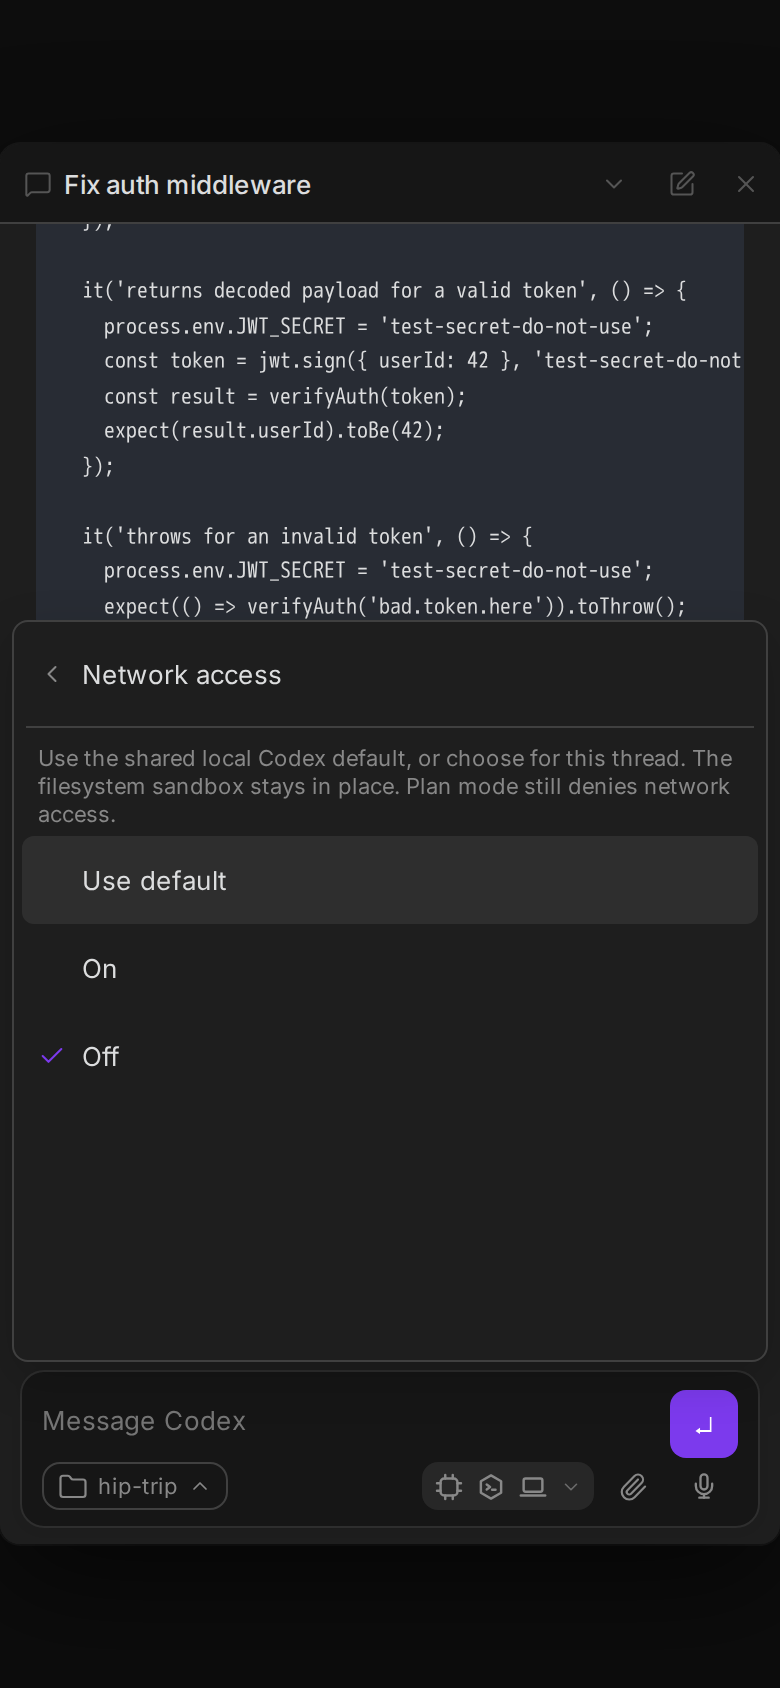 Fix auth middleware
});
it('returns decoded payload for a valid token', () => {
process.env.JWT_SECRET = 'test-secret-do-not-use';
const token = jwt.sign({ userId: 42 }, 'test-secret-do-not
const result = verifyAuth(token);
expect(result.userId).toBe(42);
});
it('throws for an invalid token', () => {
process.env.JWT_SECRET = 'test-secret-do-not-use';
expect(() => verifyAuth('bad.token.here')).toThrow();
Network access
Use the shared local Codex default, or choose for this thread. The
filesystem sandbox stays in place. Plan mode still denies network
access.
Use default
On
Off
Message Codex
hip-trip